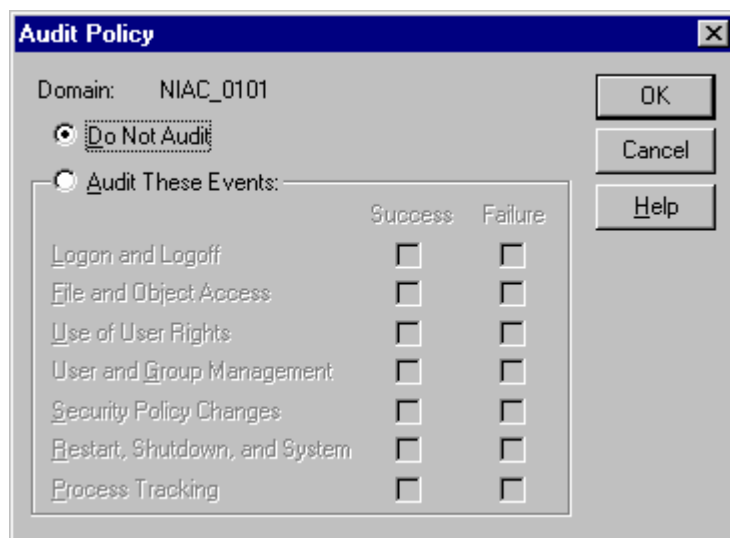 Audit Policy
Domain: NIAC_0101
Do Not Audit
Audit These Events:
Success Failure
Logon and Logoff
File and Object Access
Use of User Rights
User and Group Management
Security Policy Changes
Restart, Shutdown, and System
Process Tracking
OK
Cancel
Help